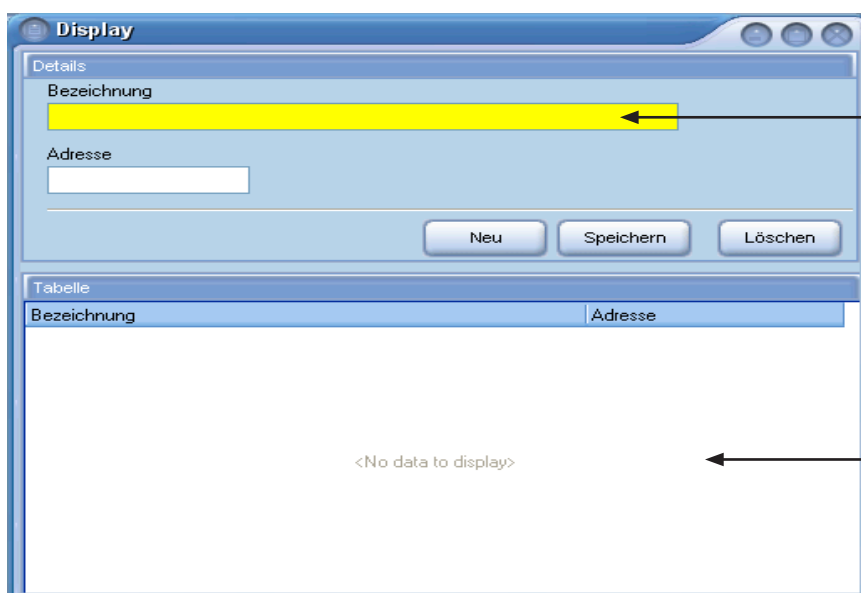 Display
Details
Bezeichnung
Adresse
Neu Speichern Löschen
Tabelle
Bezeichnung Adresse
<No data to display>